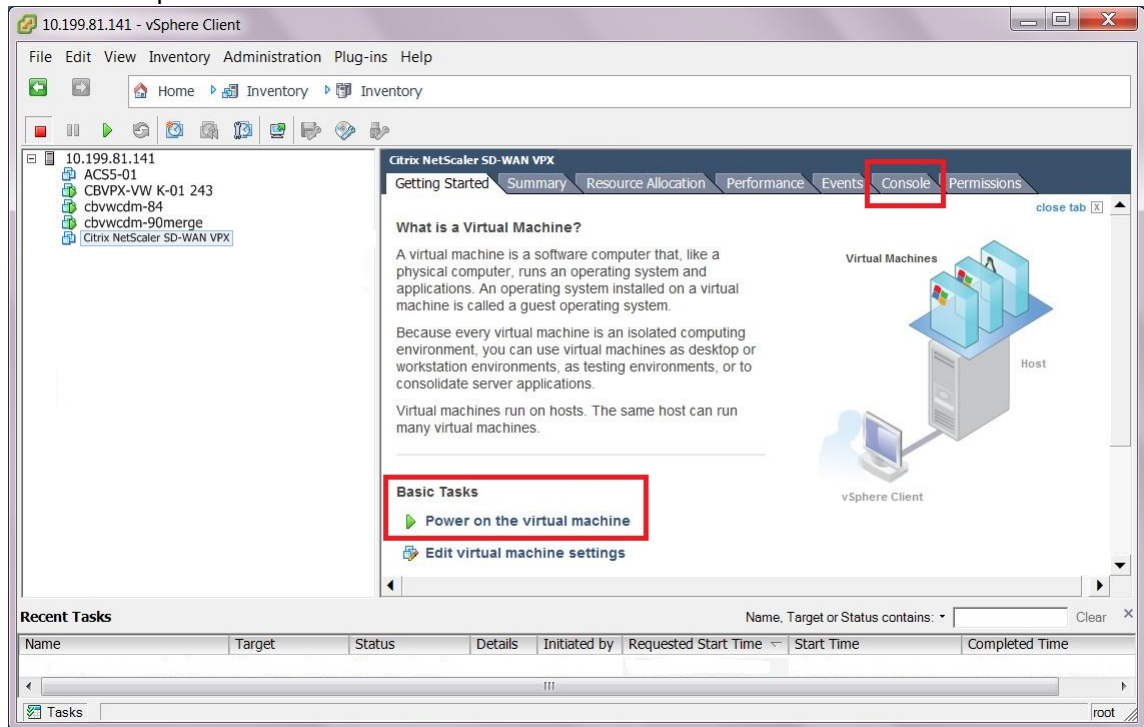 10.199.81.141 - vSphere Client
File Edit View Inventory Administration Plug-ins Help
Home Inventory Inventory
10.199.81.141
ACS5-01
CBVPX-VW K-01 243
cbvwcdm-84
cbvwcdm-90merge
Citrix NetScaler SD-WAN VPX
Citrix NetScaler SD-WAN VPX
Getting Started Summary Resource Allocation Performance Events Console Permissions
close tab
What is a Virtual Machine?
A virtual machine is a software computer that, like a
physical computer, runs an operating system and
applications. An operating system installed on a virtual
machine is called a guest operating system.
Because every virtual machine is an isolated computing
environment, you can use virtual machines as desktop or
workstation environments, as testing environments, or to
consolidate server applications.
Virtual machines run on hosts. The same host can run
many virtual machines.
Virtual Machines
Host
vSphere Client
Basic Tasks
Power on the virtual machine
Edit virtual machine settings
Recent Tasks Name, Target or Status contains: Clear
Name Target Status Details Initiated by Requested Start Time Start Time Completed Time
Tasks root